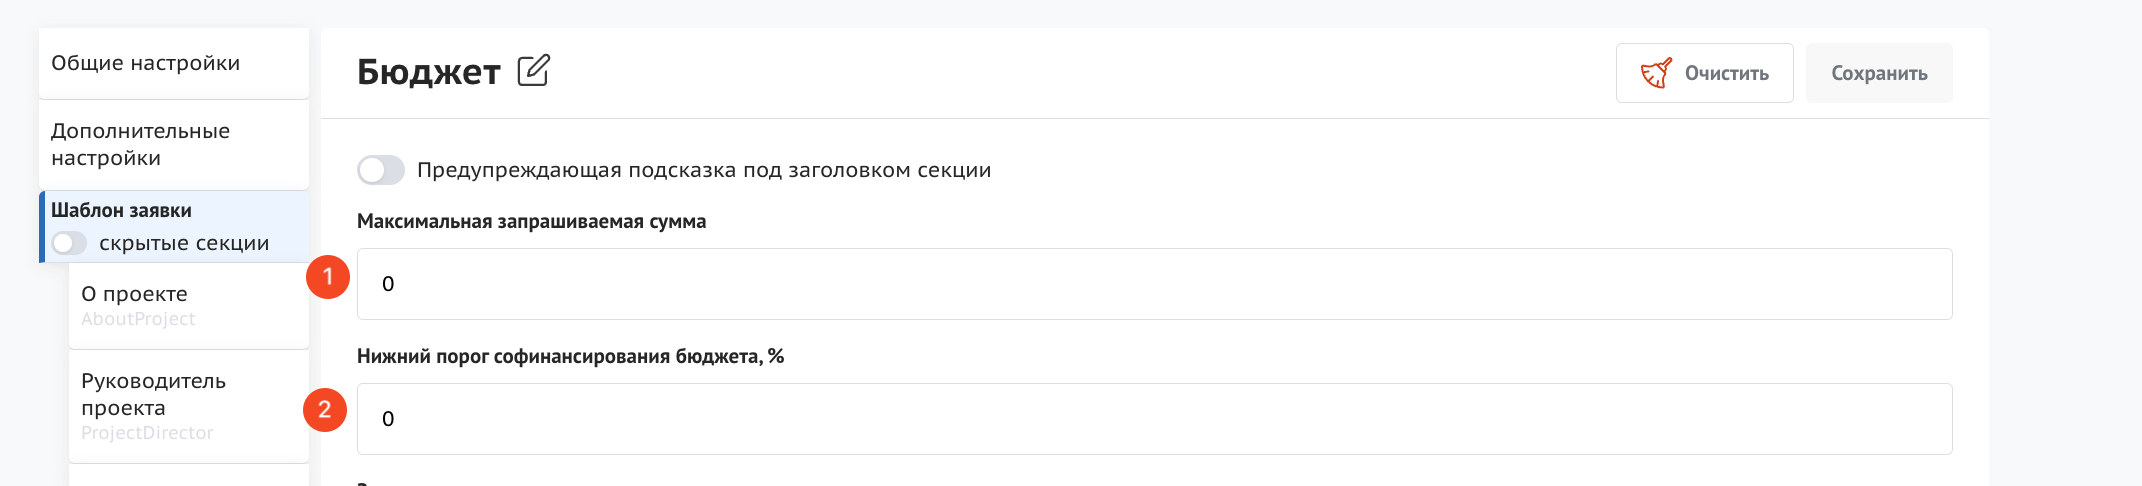 Общие настройки
Дополнительные
настройки
Шаблон заявки
скрытые секции
О проекте
AboutProject
Руководитель
проекта
ProjectDirector
Бюджет
Очистить
Сохранить
Предупреждающая подсказка под заголовком секции
Максимальная запрашиваемая сумма
1
0
Нижний порог софинансирования бюджета, %
2
0